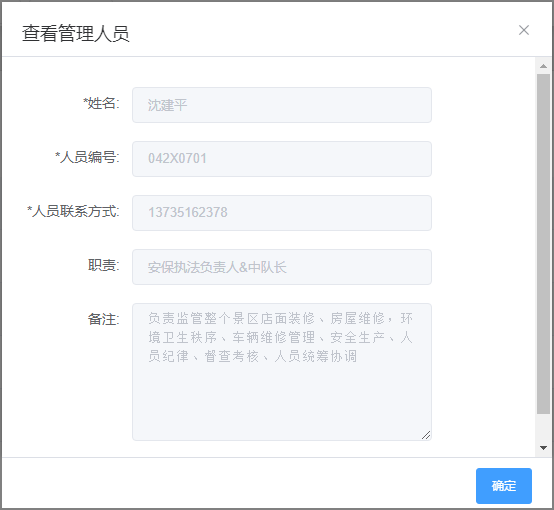 查看管理人员
*姓名: 沈建平
*人员编号: 042X0701
*人员联系方式: 13735162378
职责: 安保执法负责人&中队长
备注: 负责监管整个景区店面装修、房屋维修，环
境卫生秩序、车辆维修管理、安全生产、人
员纪律、督查考核、人员统筹协调
确定